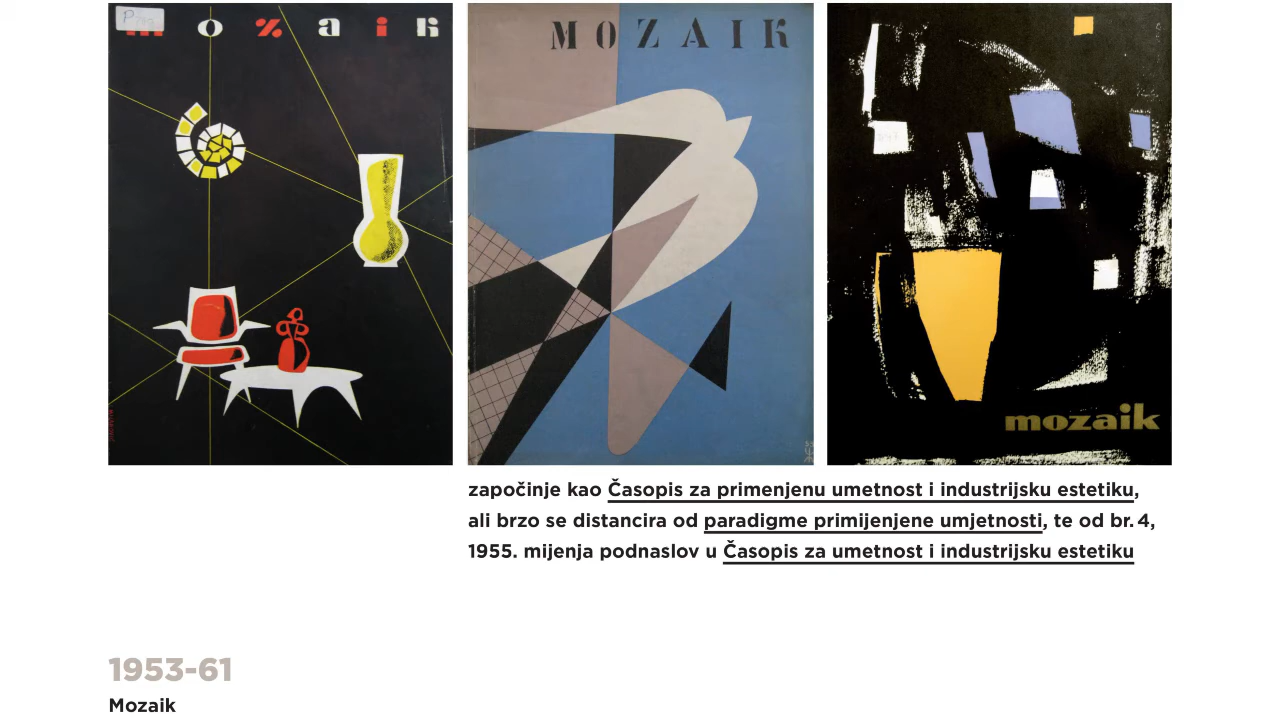 mozaik
MOZAIK
mozaik
započinje kao Časopis za primenjenu umetnost i industrijsku estetiku,
ali brzo se distancira od paradigme primijenjene umjetnosti, te od br. 4,
1955. mijenja podnaslov u Časopis za umetnost i industrijsku estetiku
1953-61
Mozaik